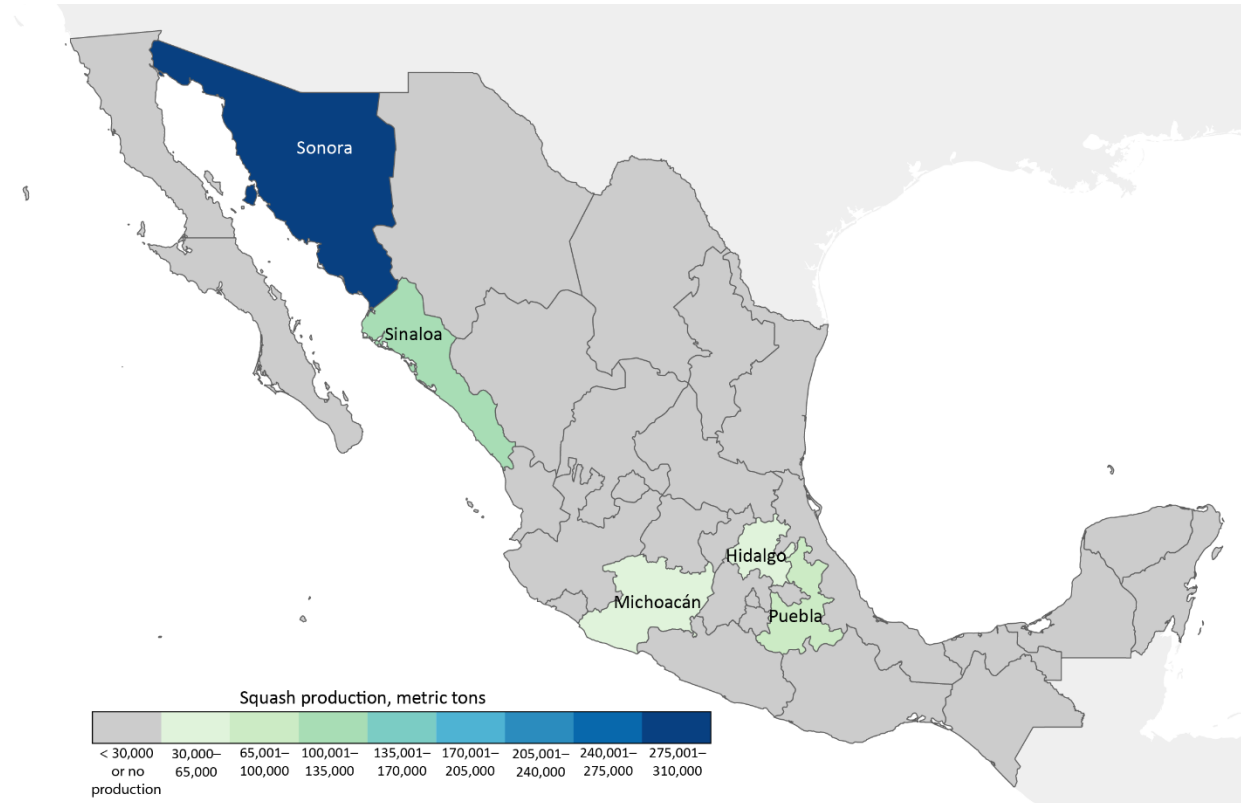 Sonora
Sinaloa
Hidalgo
Michoacán
Puebla
Squash production, metric tons
< 30,000
or no
production
30,000–
65,000
65,001–
100,000
100,001–
135,000
135,001–
170,000
170,001–
205,000
205,001–
240,000
240,001–
275,000
275,001–
310,000